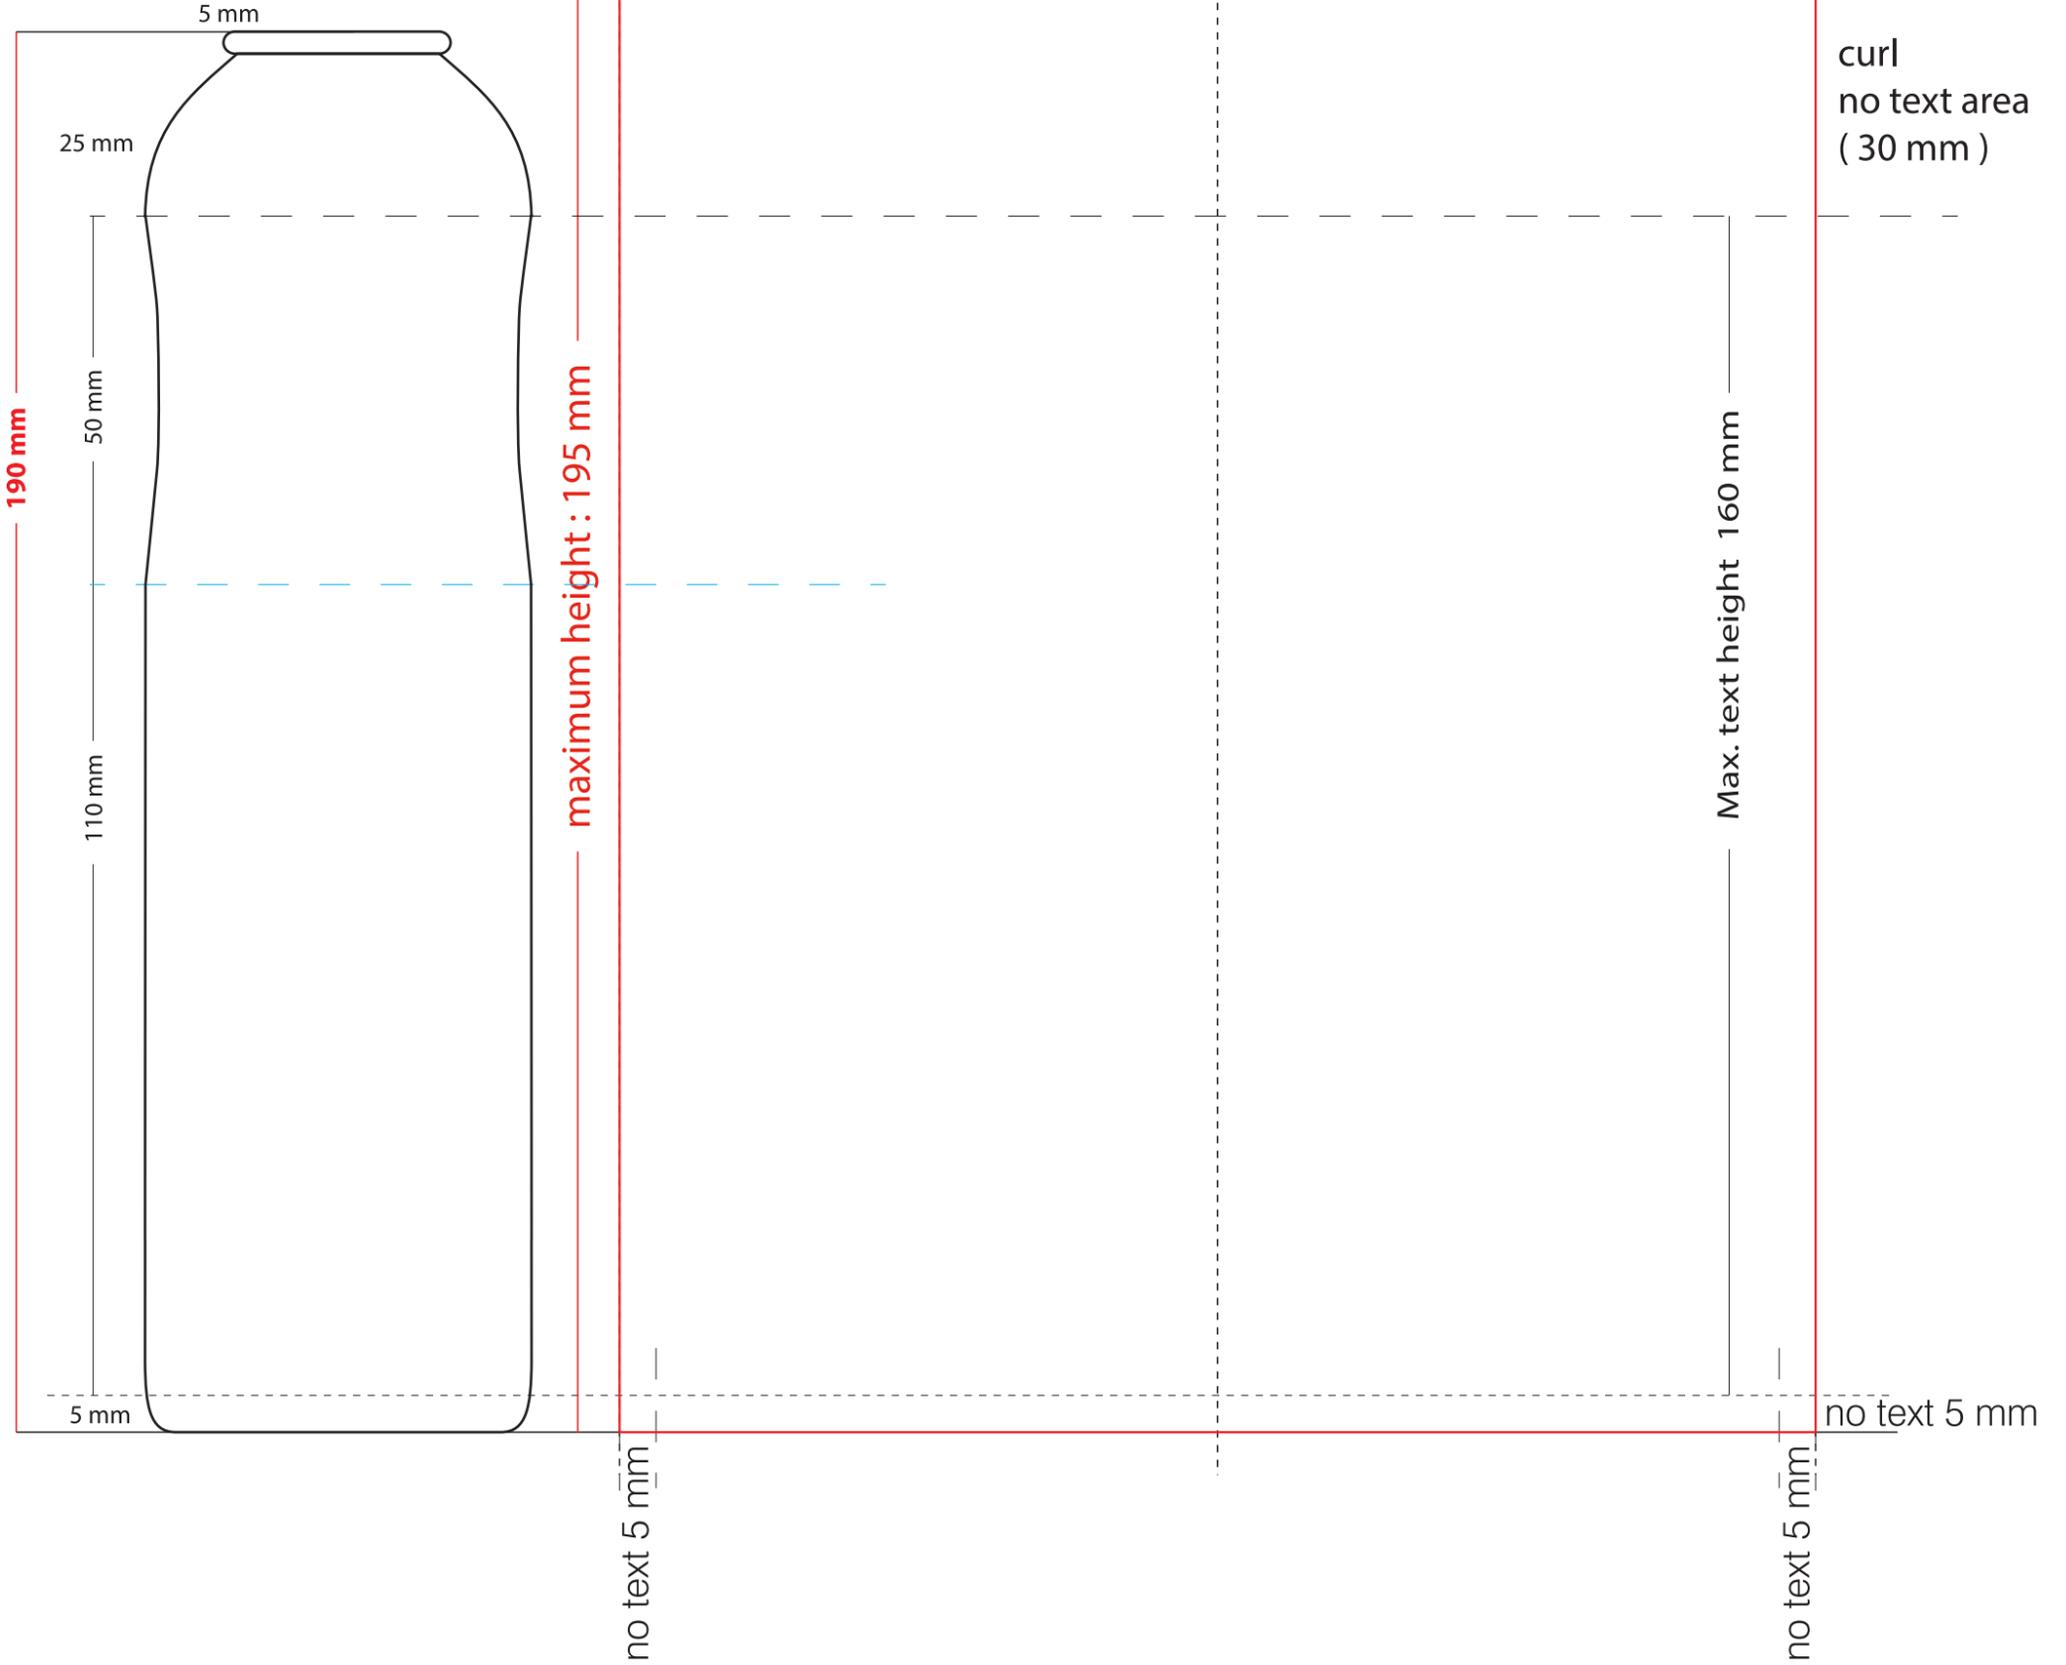 5 mm
curl
no text area
( 30 mm )
25 mm
190 mm
50 mm
maximum height : 195 mm
Max. text height 160 mm
110 mm
5 mm
no text 5 mm
no text 5 mm
no text 5 mm